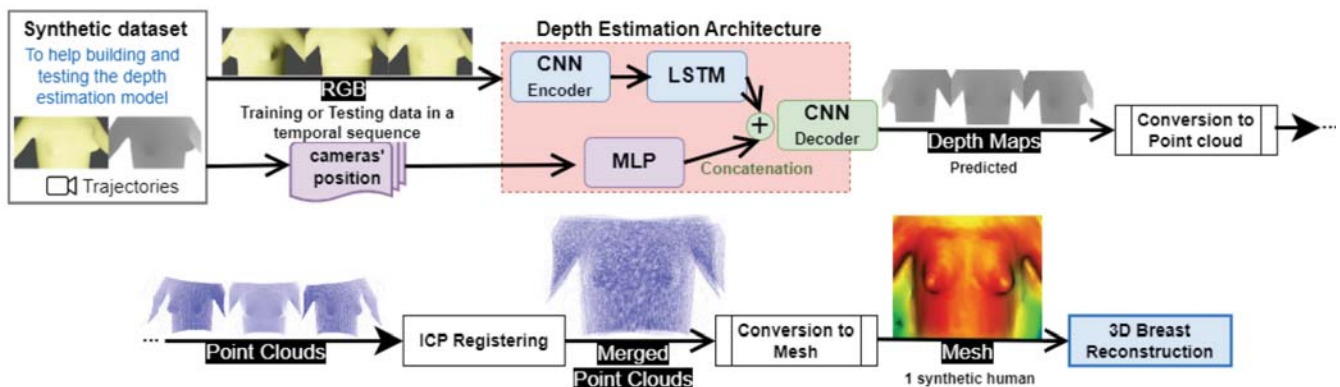 Synthetic dataset
To help building and
testing the depth
estimation model
Trajectories
RGB
Training or Testing data in a
temporal sequence
cameras'
position
Depth Estimation Architecture
CNN
Encoder
LSTM
MLP
+
Concatenation
CNN
Decoder
Depth Maps
Predicted
Conversion to
Point cloud
...
...
Point Clouds
ICP Registering
Merged
Point Clouds
Conversion to
Mesh
Mesh
1 synthetic human
3D Breast
Reconstruction